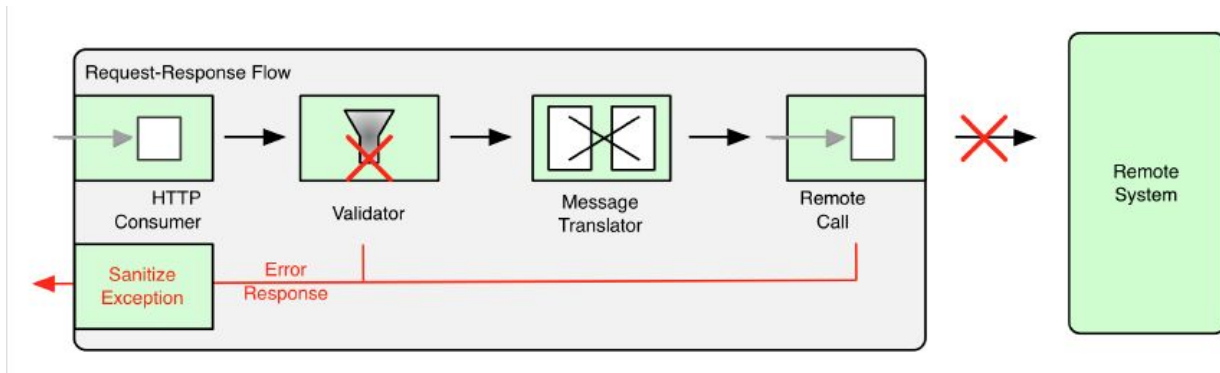 Request-Response Flow
HTTP
Consumer
Validator
Message
Translator
Remote
Call
Remote
System
Sanitize
Exception
Error
Response